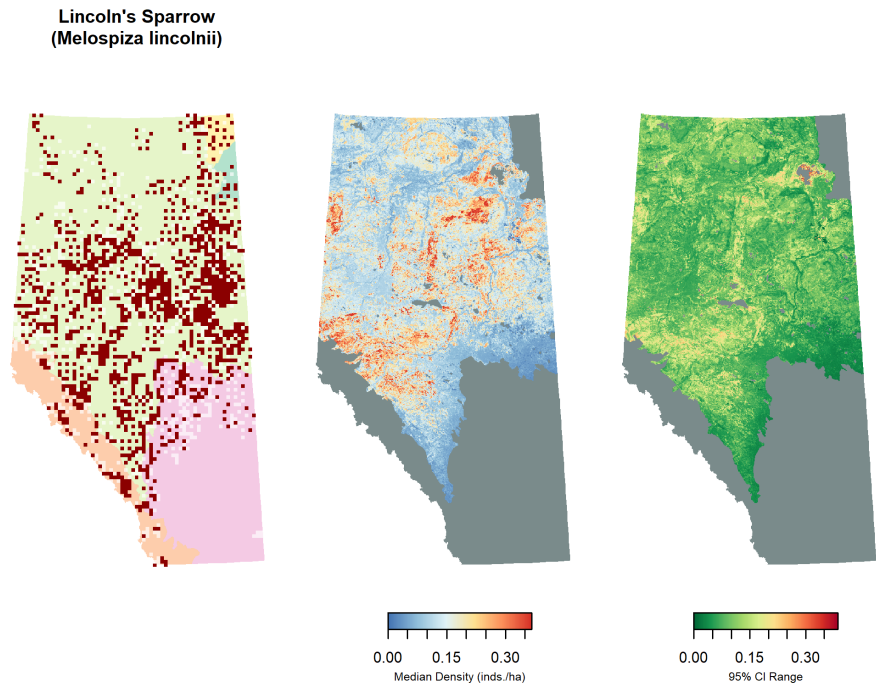 Lincoln's Sparrow
(Melospiza lincolnii)
0.00 0.15 0.30
Median Density (inds./ha)
0.00 0.15 0.30
95% CI Range